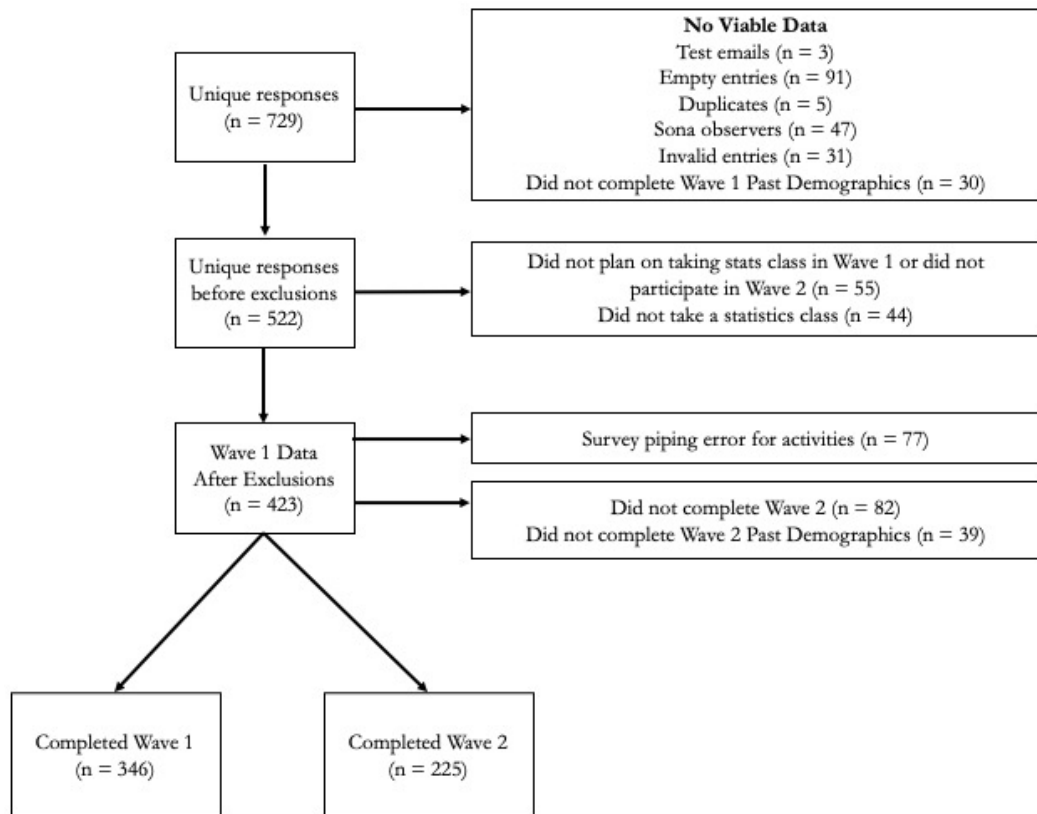 No Viable Data
Test emails (n = 3)
Empty entries (n = 91)
Duplicates (n = 5)
Sona observers (n = 47)
Invalid entries (n = 31)
Did not complete Wave 1 Past Demographics (n = 30)
Unique responses
(n = 729)
Unique responses
before exclusions
(n = 522)
Did not plan on taking stats class in Wave 1 or did not
participate in Wave 2 (n = 55)
Did not take a statistics class (n = 44)
Wave 1 Data
After Exclusions
(n = 423)
Survey piping error for activities (n = 77)
Did not complete Wave 2 (n = 82)
Did not complete Wave 2 Past Demographics (n = 39)
Completed Wave 1
(n = 346)
Completed Wave 2
(n = 225)